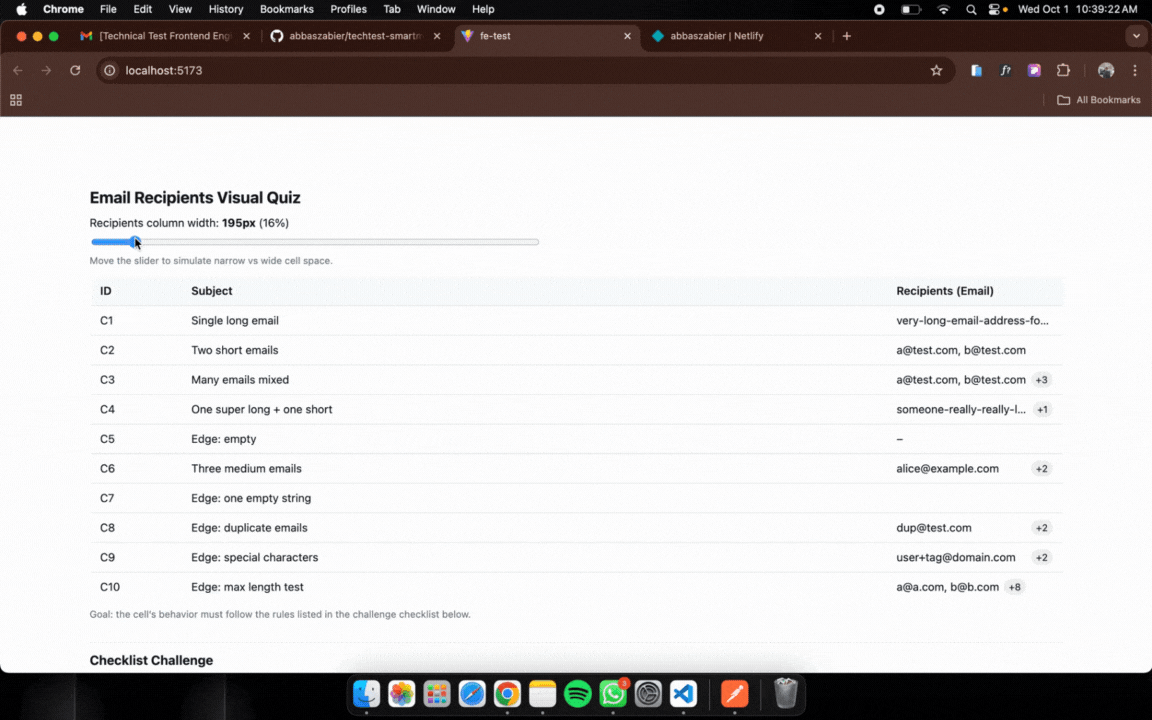 Chrome File Edit View History Bookmarks Profiles Tab Window Help Wed Oct 1 10:39:22 AM
[Technical Test Frontend Eng abbaszabier/techtest-smartm fe-test abbaszabier | Netlify
localhost:5173
f?
All Bookmarks
Email Recipients Visual Quiz
Recipients column width: 195px (16%)
Move the slider to simulate narrow vs wide cell space.
ID Subject Recipients (Email)
C1 Single long email very-long-email-address-fo...
C2 Two short emails a@test.com, b@test.com
C3 Many emails mixed a@test.com, b@test.com +3
C4 One super long + one short someone-really-really-l... +1
C5 Edge: empty –
C6 Three medium emails alice@example.com +2
C7 Edge: one empty string
C8 Edge: duplicate emails dup@test.com +2
C9 Edge: special characters user+tag@domain.com +2
C10 Edge: max length test a@a.com, b@b.com +8
Goal: the cell's behavior must follow the rules listed in the challenge checklist below.
Checklist Challenge
3